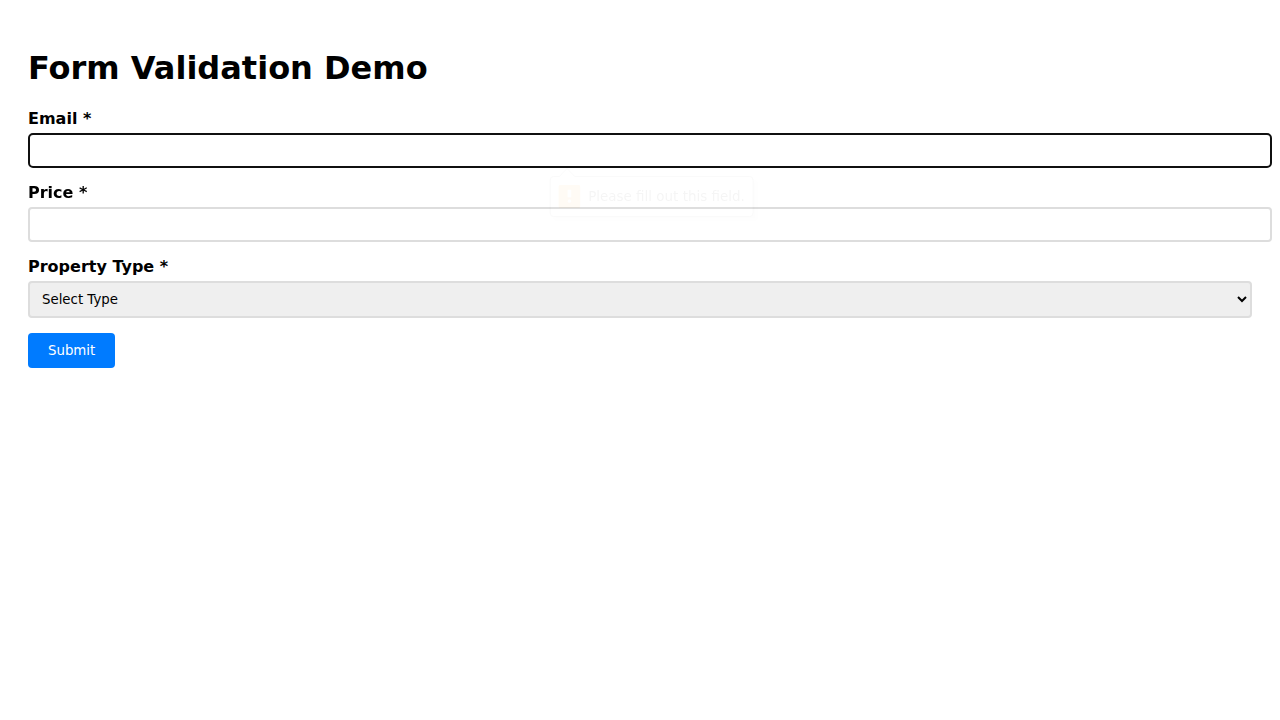 Form Validation Demo
Email *
Please fill out this field.
Price *
Property Type *
Select Type
Submit